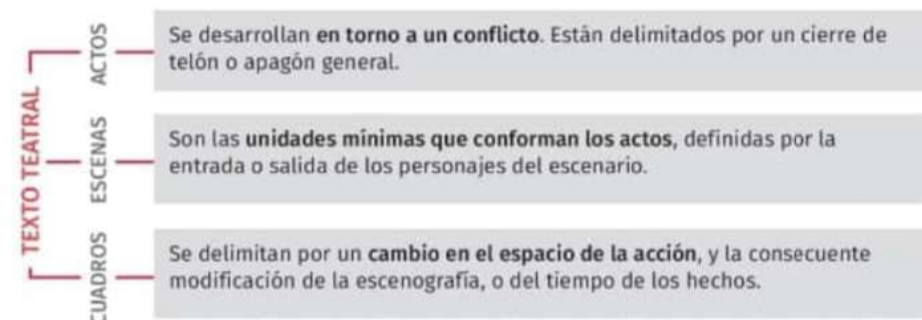 TEXTO TEATRAL
ACTOS
Se desarrollan en torno a un conflicto. Están delimitados por un cierre de
telón o apagón general.
ESCENAS
Son las unidades mínimas que conforman los actos, definidas por la
entrada o salida de los personajes del escenario.
CUADROS
Se delimitan por un cambio en el espacio de la acción, y la consecuente
modificación de la escenografía, o del tiempo de los hechos.